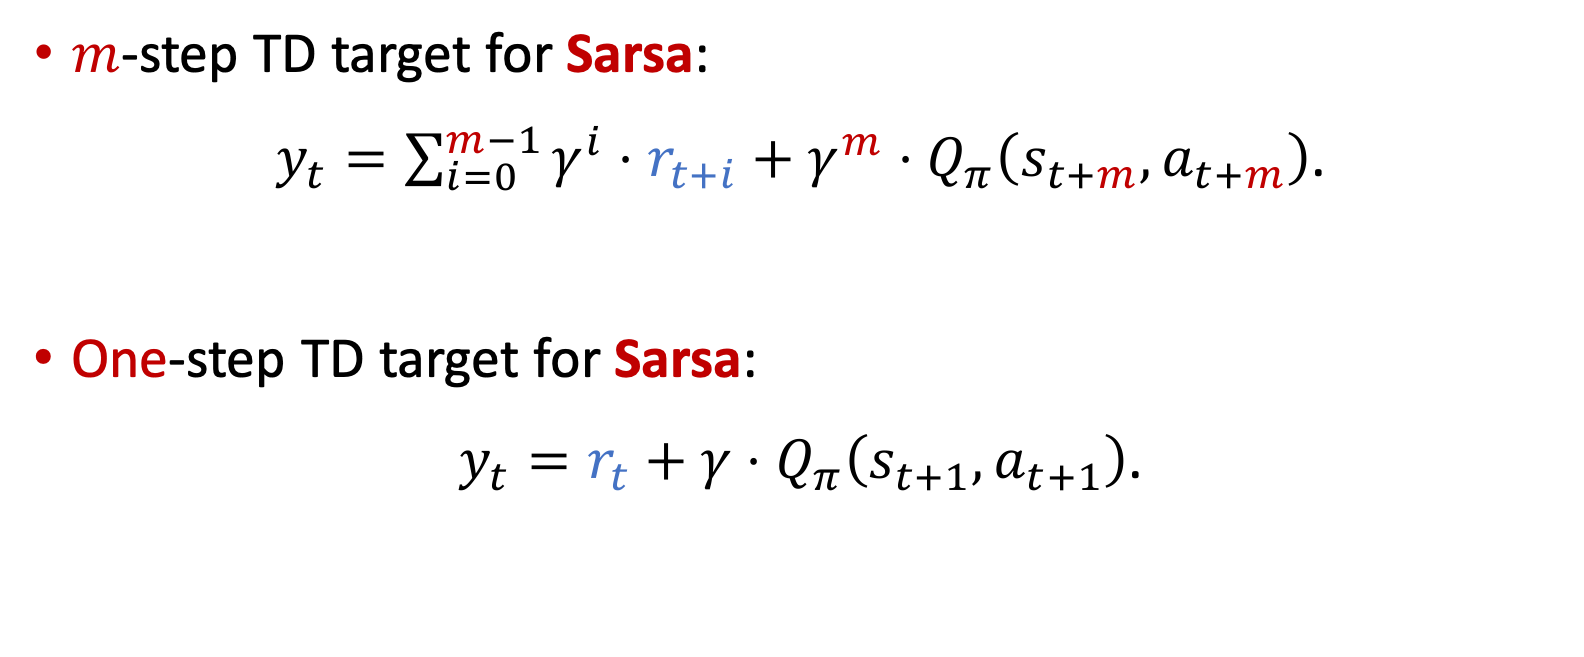 • m-step TD target for Sarsa:
y_t = ∑_{i=0}^{m−1} γ^i · r_{t+i} + γ^m · Q_π(s_{t+m}, a_{t+m}).
• One-step TD target for Sarsa:
y_t = r_t + γ · Q_π(s_{t+1}, a_{t+1}).